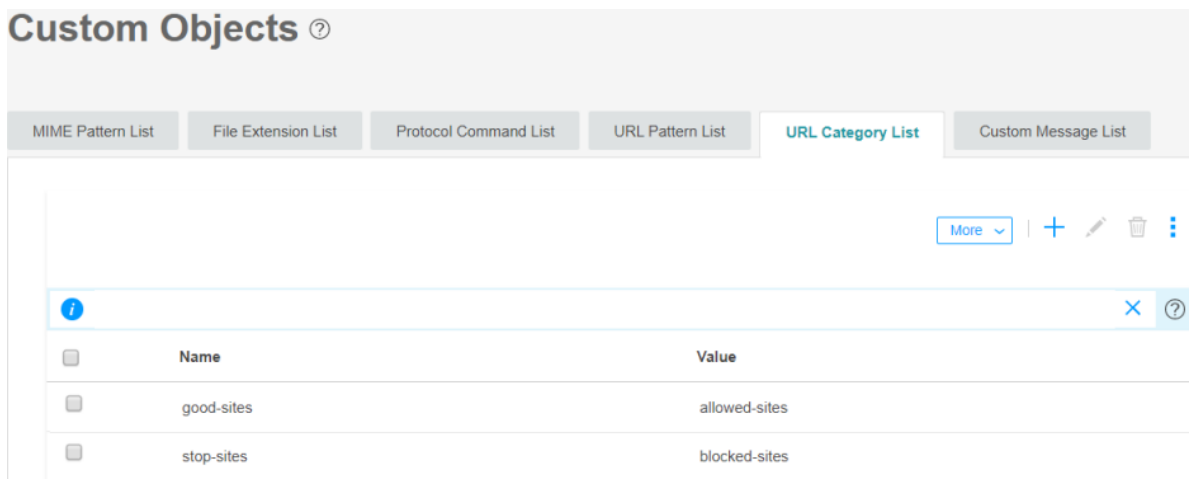 Custom Objects ?
MIME Pattern List File Extension List Protocol Command List URL Pattern List URL Category List Custom Message List
More
i ?
Name Value
good-sites allowed-sites
stop-sites blocked-sites